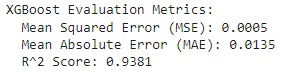 XGBoost Evaluation Metrics:
Mean Squared Error (MSE): 0.0005
Mean Absolute Error (MAE): 0.0135
R^2 Score: 0.9381